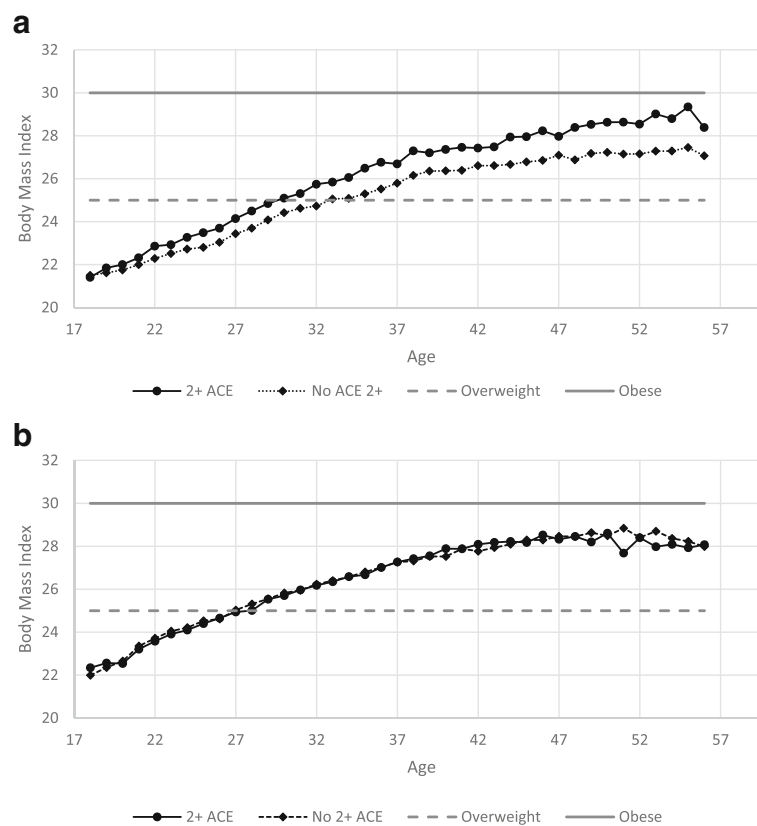 a
32
30
28
26
24
22
20
Body Mass Index
17 22 27 32 37 42 47 52 57
Age
2+ ACE No ACE 2+ Overweight Obese
b
32
30
28
26
24
22
20
Body Mass Index
17 22 27 32 37 42 47 52 57
Age
2+ ACE No 2+ ACE Overweight Obese